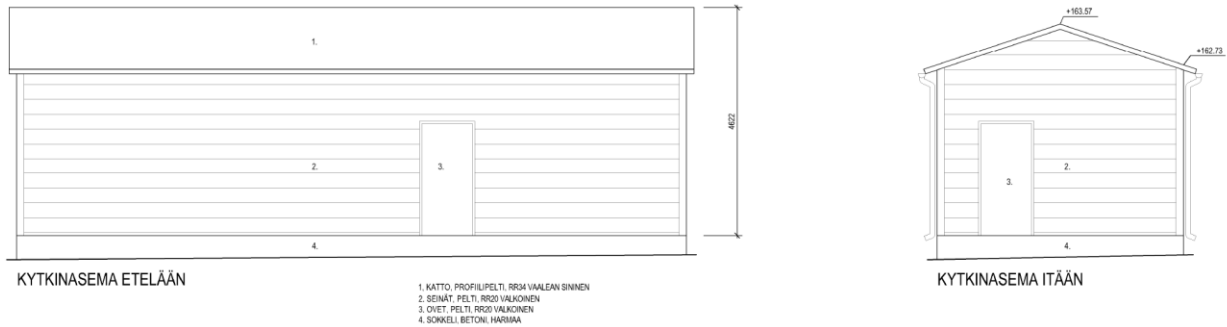 1.
2.
3.
4.
4622
KYTKINASEMA ETELÄÄN
1. KATTO, PROFIILIPELTI, RR34 VAALEAN SININEN
2. SEINÄT, PELTI, RR20 VALKOINEN
3. OVET, PELTI, RR20 VALKOINEN
4. SOKKELI, BETONI, HARMAA
+163.57
+162.73
2.
3.
4.
KYTKINASEMA ITÄÄN